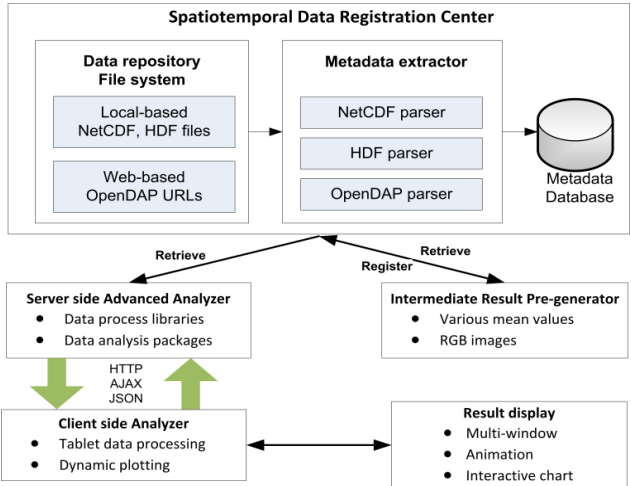 Spatiotemporal Data Registration Center
Data repository
File system
Local-based
NetCDF, HDF files
Web-based
OpenDAP URLs
Metadata extractor
NetCDF parser
HDF parser
OpenDAP parser
Metadata
Database
Retrieve
Retrieve
Register
Server side Advanced Analyzer
● Data process libraries
● Data analysis packages
Intermediate Result Pre-generator
● Various mean values
● RGB images
HTTP
AJAX
JSON
Client side Analyzer
● Tablet data processing
● Dynamic plotting
Result display
● Multi-window
● Animation
● Interactive chart